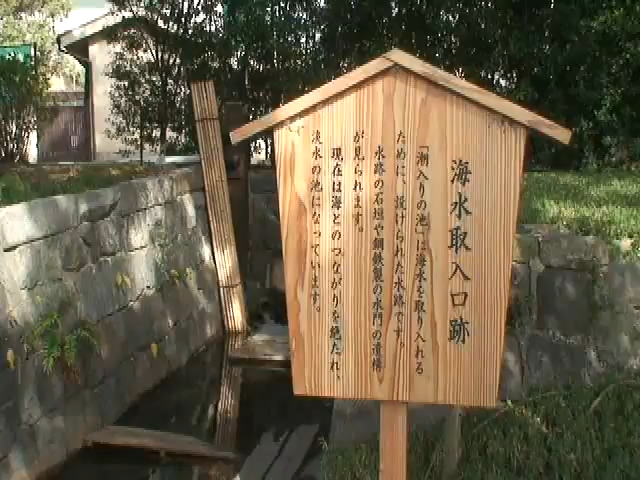 海水取入口跡
「潮入りの池」は海水を取り入れる
ために、設けられた水路です。
水路の石垣や鋼鉄製の水門の遺構
が見られます。
現在は海とのつながりを絶たれ、
淡水の池になっています。